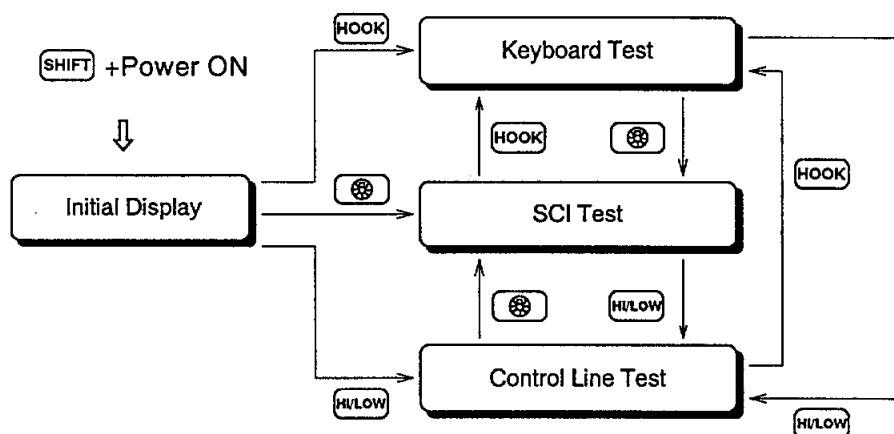 HOOK
Keyboard Test
SHIFT +Power ON
HOOK
HOOK
Initial Display
SCI Test
HI/LOW
Control Line Test
HI/LOW
HI/LOW